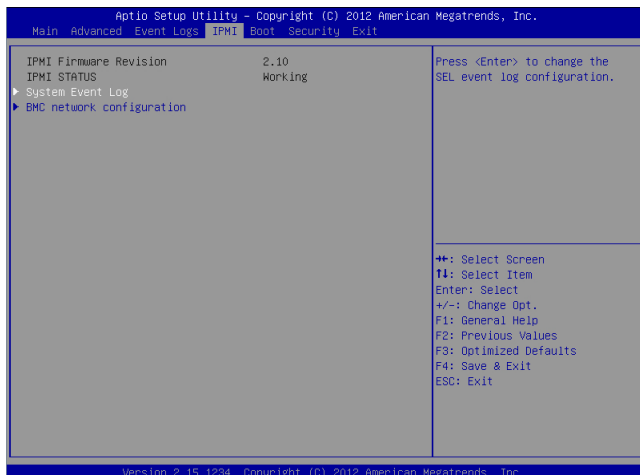 Aptio Setup Utility – Copyright (C) 2012 American Megatrends, Inc.
Main Advanced Event Logs IPMI Boot Security Exit
IPMI Firmware Revision 2.10
IPMI STATUS Working
System Event Log
BMC network configuration
Press <Enter> to change the
SEL event log configuration.
→←: Select Screen
↑↓: Select Item
Enter: Select
+/-: Change Opt.
F1: General Help
F2: Previous Values
F3: Optimized Defaults
F4: Save & Exit
ESC: Exit
Version 2.15.1234. Copyright (C) 2012 American Megatrends, Inc.